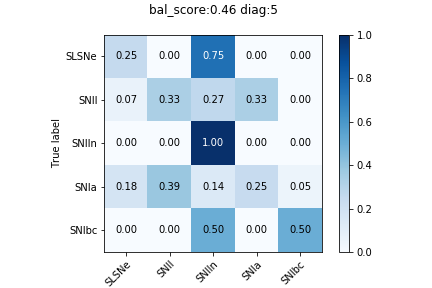 bal_score:0.46 diag:5
True label
SLSNe 0.25 0.00 0.75 0.00 0.00
SNII 0.07 0.33 0.27 0.33 0.00
SNIIn 0.00 0.00 1.00 0.00 0.00
SNIa 0.18 0.39 0.14 0.25 0.05
SNIbc 0.00 0.00 0.50 0.00 0.50
SLSNe SNII SNIIn SNIa SNIbc
1.0
0.8
0.6
0.4
0.2
0.0